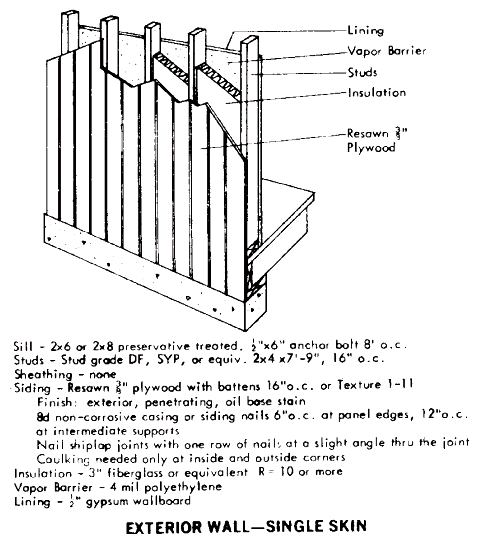 Lining
Vapor Barrier
Studs
Insulation
Resawn 3/8"
Plywood
Sill - 2x6 or 2x8 preservative treated. ½"x6" anchor bolt 8' o.c.
Studs - Stud grade DF, SYP, or equiv. 2x4 x7'-9", 16" o.c.
Sheathing - none
Siding - Resawn 3/8" plywood with battens 16"o.c. or Texture 1-11
Finish: exterior, penetrating, oil base stain
8d non-corrosive casing or siding nails 6"o.c. at panel edges, 12"o.c.
at intermediate supports
Nail shiplap joints with one row of nails at a slight angle thru the joint
Caulking needed only at inside and outside corners
Insulation - 3" fiberglass or equivalent R = 10 or more
Vapor Barrier - 4 mil polyethylene
Lining - ½" gypsum wallboard
EXTERIOR WALL—SINGLE SKIN